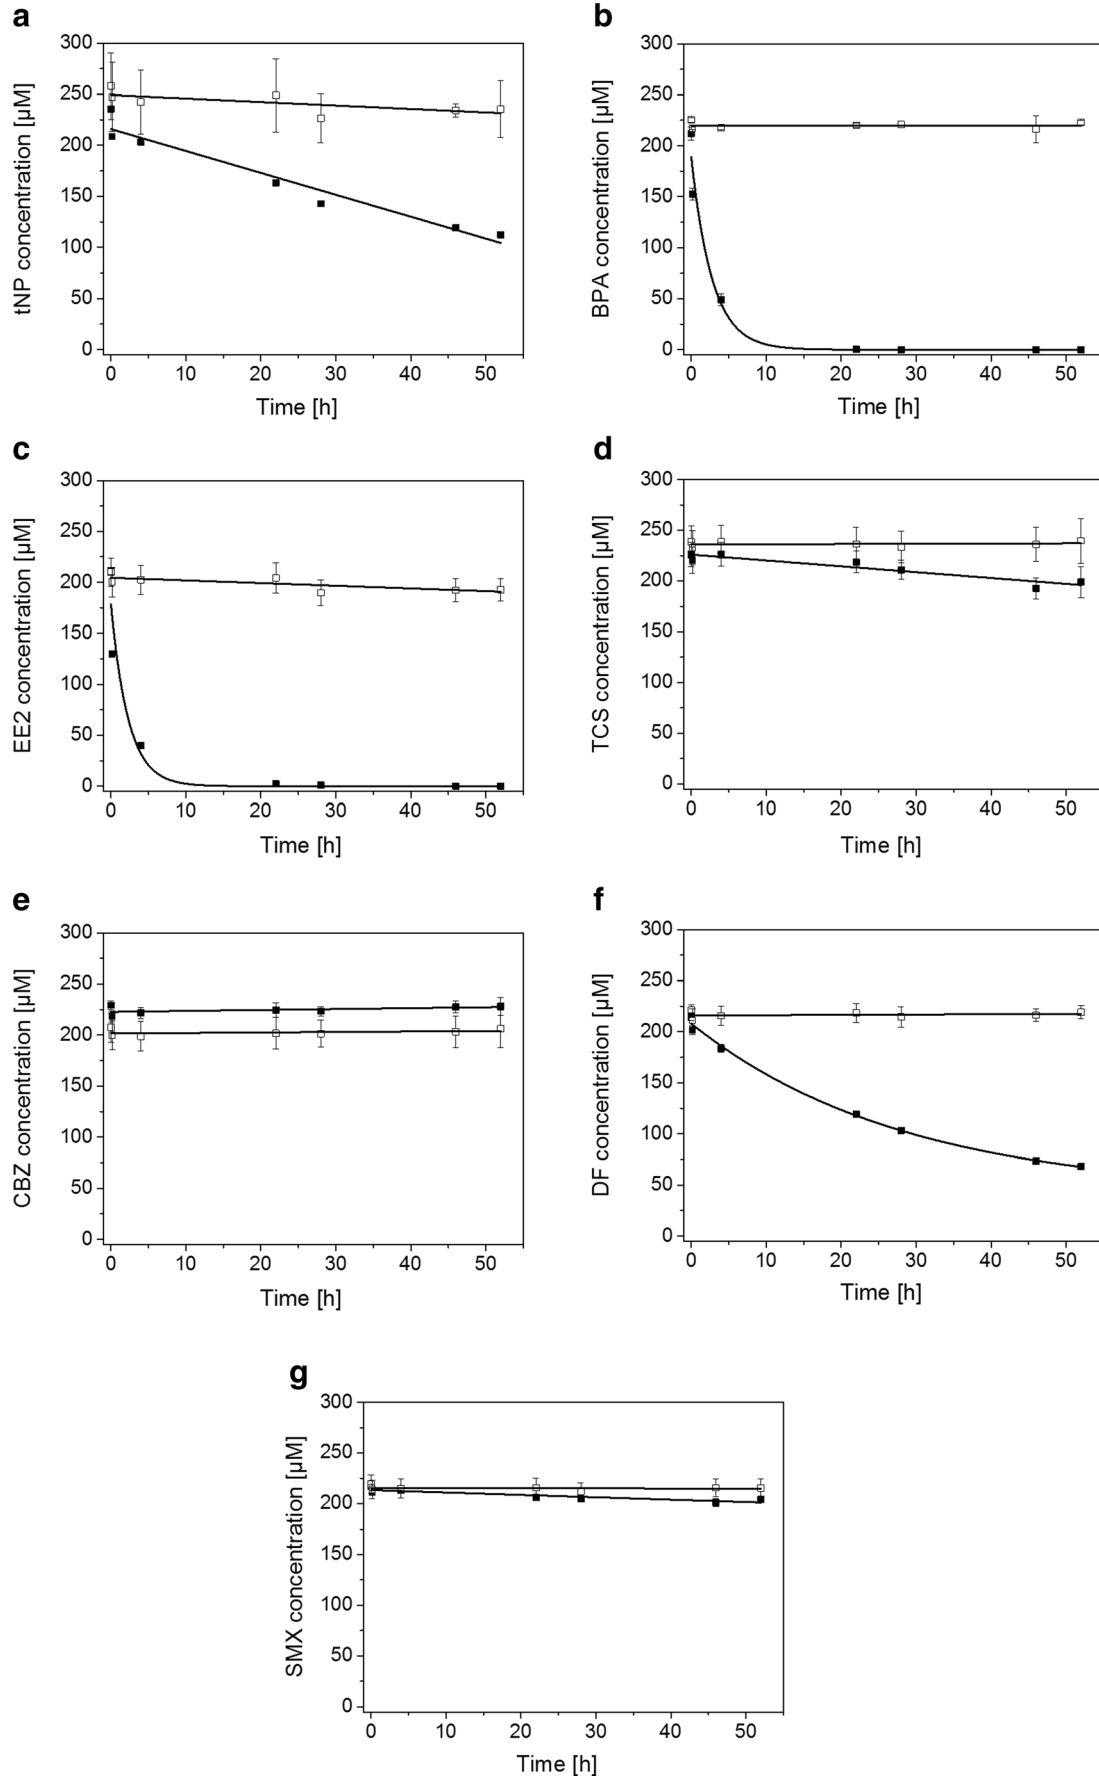 a
300
250
200
150
100
50
0
tNP concentration [µM]
0 10 20 30 40 50
Time [h]
b
300
250
200
150
100
50
0
BPA concentration [µM]
0 10 20 30 40 50
Time [h]
c
300
250
200
150
100
50
0
EE2 concentration [µM]
0 10 20 30 40 50
Time [h]
d
300
250
200
150
100
50
0
TCS concentration [µM]
0 10 20 30 40 50
Time [h]
e
300
250
200
150
100
50
0
CBZ concentration [µM]
0 10 20 30 40 50
Time [h]
f
300
250
200
150
100
50
0
DF concentration [µM]
0 10 20 30 40 50
Time [h]
g
300
250
200
150
100
50
0
SMX concentration [µM]
0 10 20 30 40 50
Time [h]